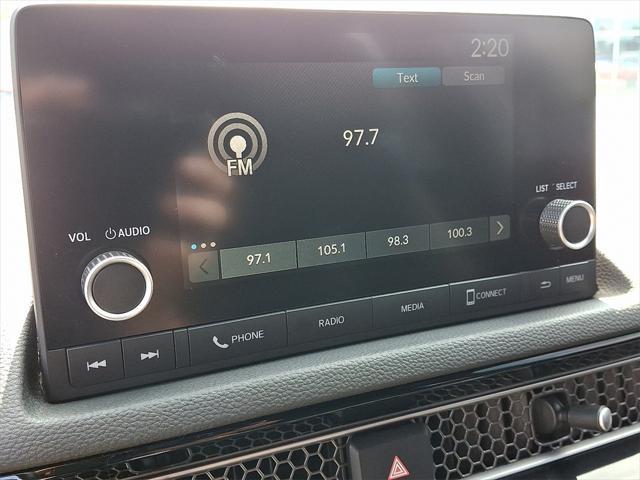 2:20
Text Scan
97.7
FM
LIST SELECT
VOL AUDIO
97.1 105.1 98.3 100.3
PHONE RADIO MEDIA CONNECT MENU